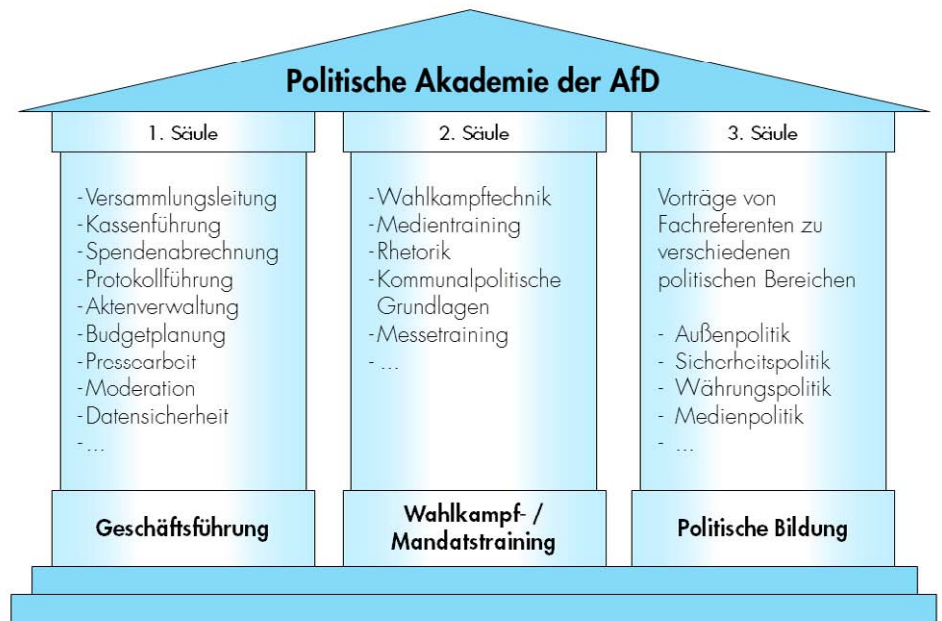 Politische Akademie der AfD
1. Säule
-Versammlungsleitung
-Kassenführung
-Spendenabrechnung
-Protokollführung
-Aktenverwaltung
-Budgetplanung
-Pressearbeit
-Moderation
-Datensicherheit
-...
Geschäftsführung
2. Säule
-Wahlkampftechnik
-Medientraining
-Rhetorik
-Kommunalpolitische
Grundlagen
-Messetraining
- ...
Wahlkampf- /
Mandatstraining
3. Säule
Vorträge von
Fachreferenten zu
verschiedenen
politischen Bereichen
- Außenpolitik
- Sicherheitspolitik
- Währungspolitik
- Medienpolitik
- ...
Politische Bildung